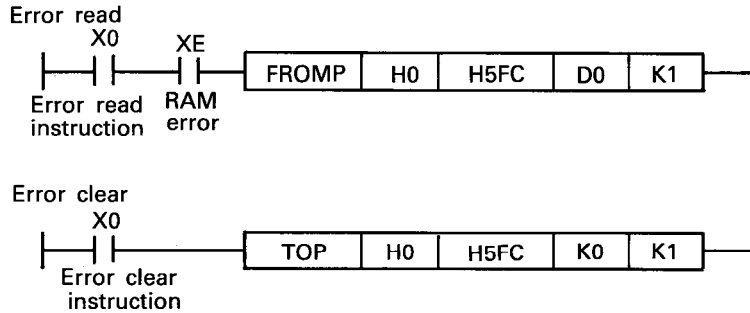 Error read
X0 XE
FROMP H0 H5FC D0 K1
Error read RAM
instruction error
Error clear
X0
TOP H0 H5FC K0 K1
Error clear
instruction